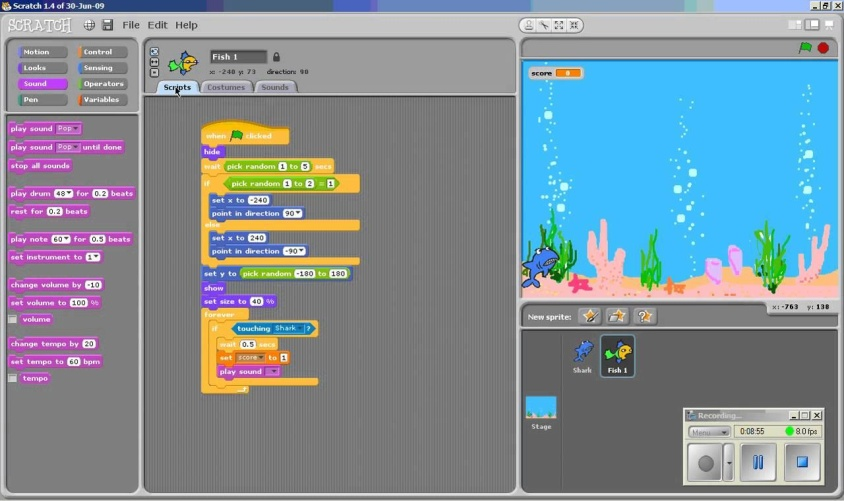 Scratch 1.4 of 30-Jun-09
SCRATCH File Edit Help
Motion Control
Looks Sensing
Sound Operators
Pen Variables
play sound Pop
play sound Pop until done
stop all sounds
play drum 48 for 0.2 beats
rest for 0.2 beats
play note 60 for 0.5 beats
set instrument to 1
change volume by -10
set volume to 100 %
volume
change tempo by 20
set tempo to 60 bpm
tempo
Fish 1
x: -240 y: 73 direction: 90
Scripts Costumes Sounds
when clicked
hide
wait pick random 1 to 5 secs
if pick random 1 to 2 = 1
set x to -240
point in direction 90
else
set x to 240
point in direction -90
set y to pick random -180 to 180
show
set size to 40 %
forever
if touching Shark ?
wait 0.5 secs
set score to 1
play sound
score 0
x: -763 y: 138
New sprite:
Shark Fish 1
Stage
Recording...
Menu 0:08:55 8.0 fps